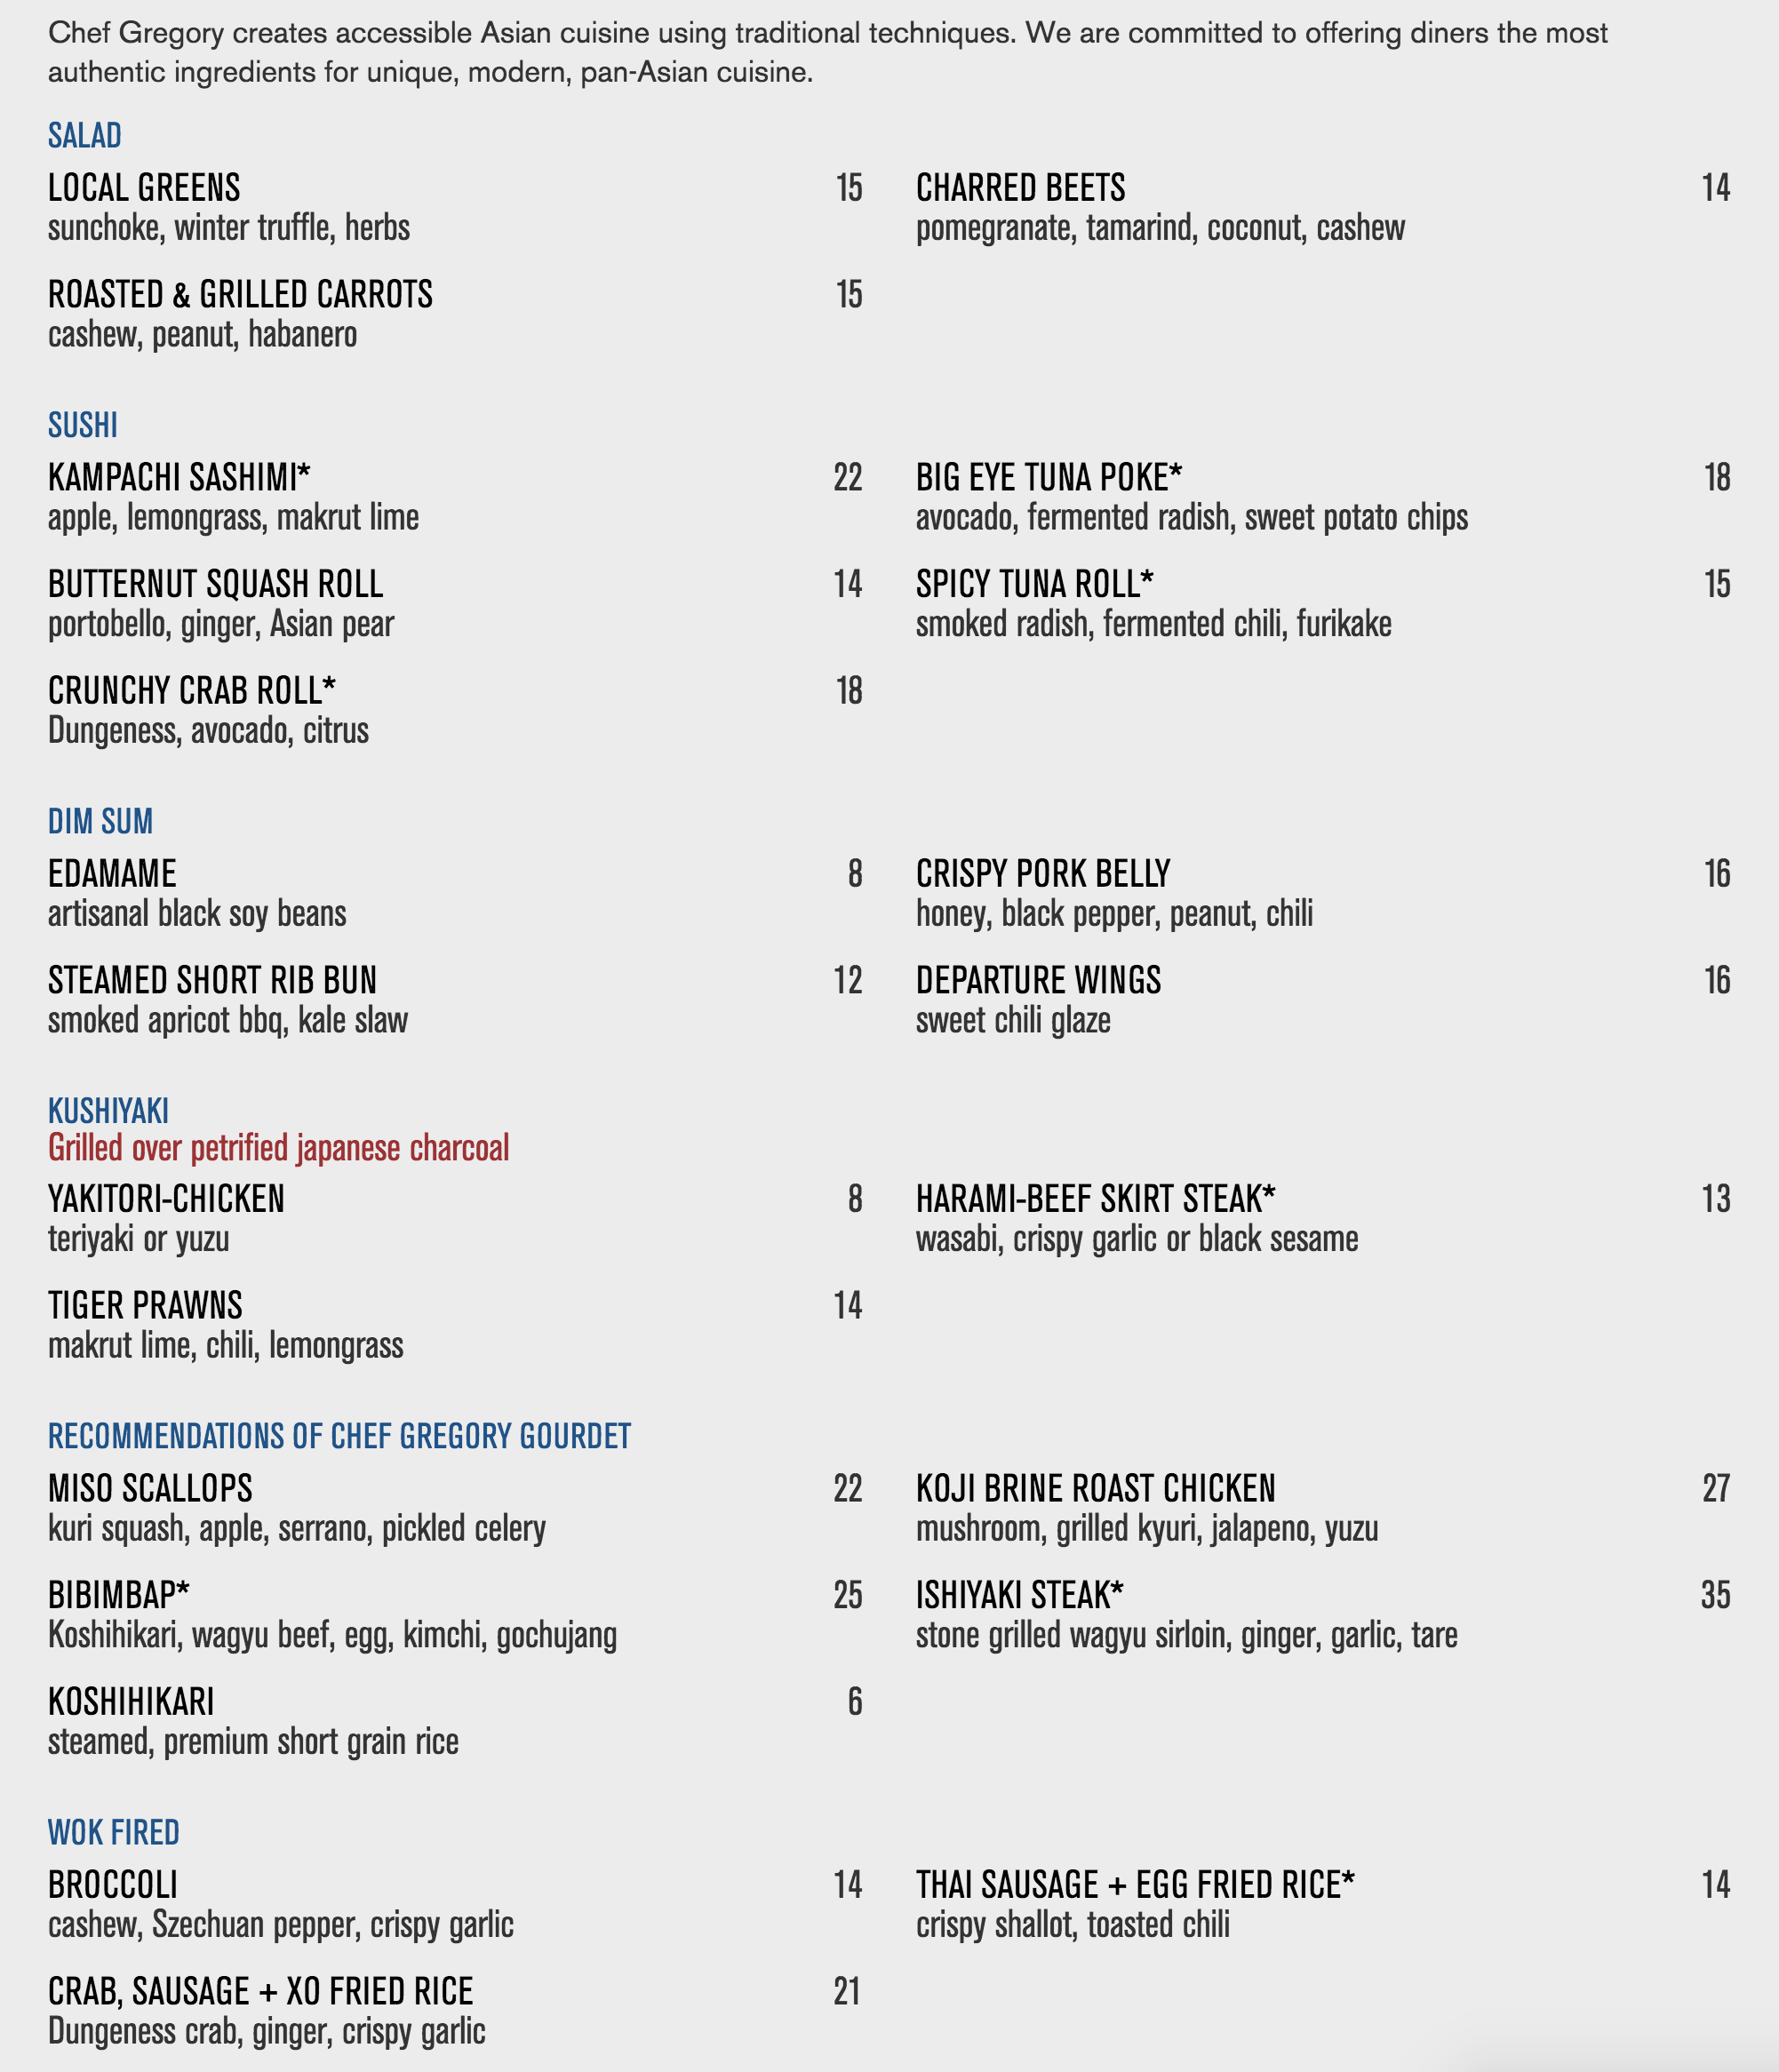 Chef Gregory creates accessible Asian cuisine using traditional techniques. We are committed to offering diners the most
authentic ingredients for unique, modern, pan-Asian cuisine.
SALAD
LOCAL GREENS 15
sunchoke, winter truffle, herbs
CHARRED BEETS 14
pomegranate, tamarind, coconut, cashew
ROASTED & GRILLED CARROTS 15
cashew, peanut, habanero
SUSHI
KAMPACHI SASHIMI* 22
apple, lemongrass, makrut lime
BIG EYE TUNA POKE* 18
avocado, fermented radish, sweet potato chips
BUTTERNUT SQUASH ROLL 14
portobello, ginger, Asian pear
SPICY TUNA ROLL* 15
smoked radish, fermented chili, furikake
CRUNCHY CRAB ROLL* 18
Dungeness, avocado, citrus
DIM SUM
EDAMAME 8
artisanal black soy beans
CRISPY PORK BELLY 16
honey, black pepper, peanut, chili
STEAMED SHORT RIB BUN 12
smoked apricot bbq, kale slaw
DEPARTURE WINGS 16
sweet chili glaze
KUSHIYAKI
Grilled over petrified japanese charcoal
YAKITORI-CHICKEN 8
teriyaki or yuzu
HARAMI-BEEF SKIRT STEAK* 13
wasabi, crispy garlic or black sesame
TIGER PRAWNS 14
makrut lime, chili, lemongrass
RECOMMENDATIONS OF CHEF GREGORY GOURDET
MISO SCALLOPS 22
kuri squash, apple, serrano, pickled celery
KOJI BRINE ROAST CHICKEN 27
mushroom, grilled kyuri, jalapeno, yuzu
BIBIMBAP* 25
Koshihikari, wagyu beef, egg, kimchi, gochujang
ISHIYAKI STEAK* 35
stone grilled wagyu sirloin, ginger, garlic, tare
KOSHIHIKARI 6
steamed, premium short grain rice
WOK FIRED
BROCCOLI 14
cashew, Szechuan pepper, crispy garlic
THAI SAUSAGE + EGG FRIED RICE* 14
crispy shallot, toasted chili
CRAB, SAUSAGE + XO FRIED RICE 21
Dungeness crab, ginger, crispy garlic